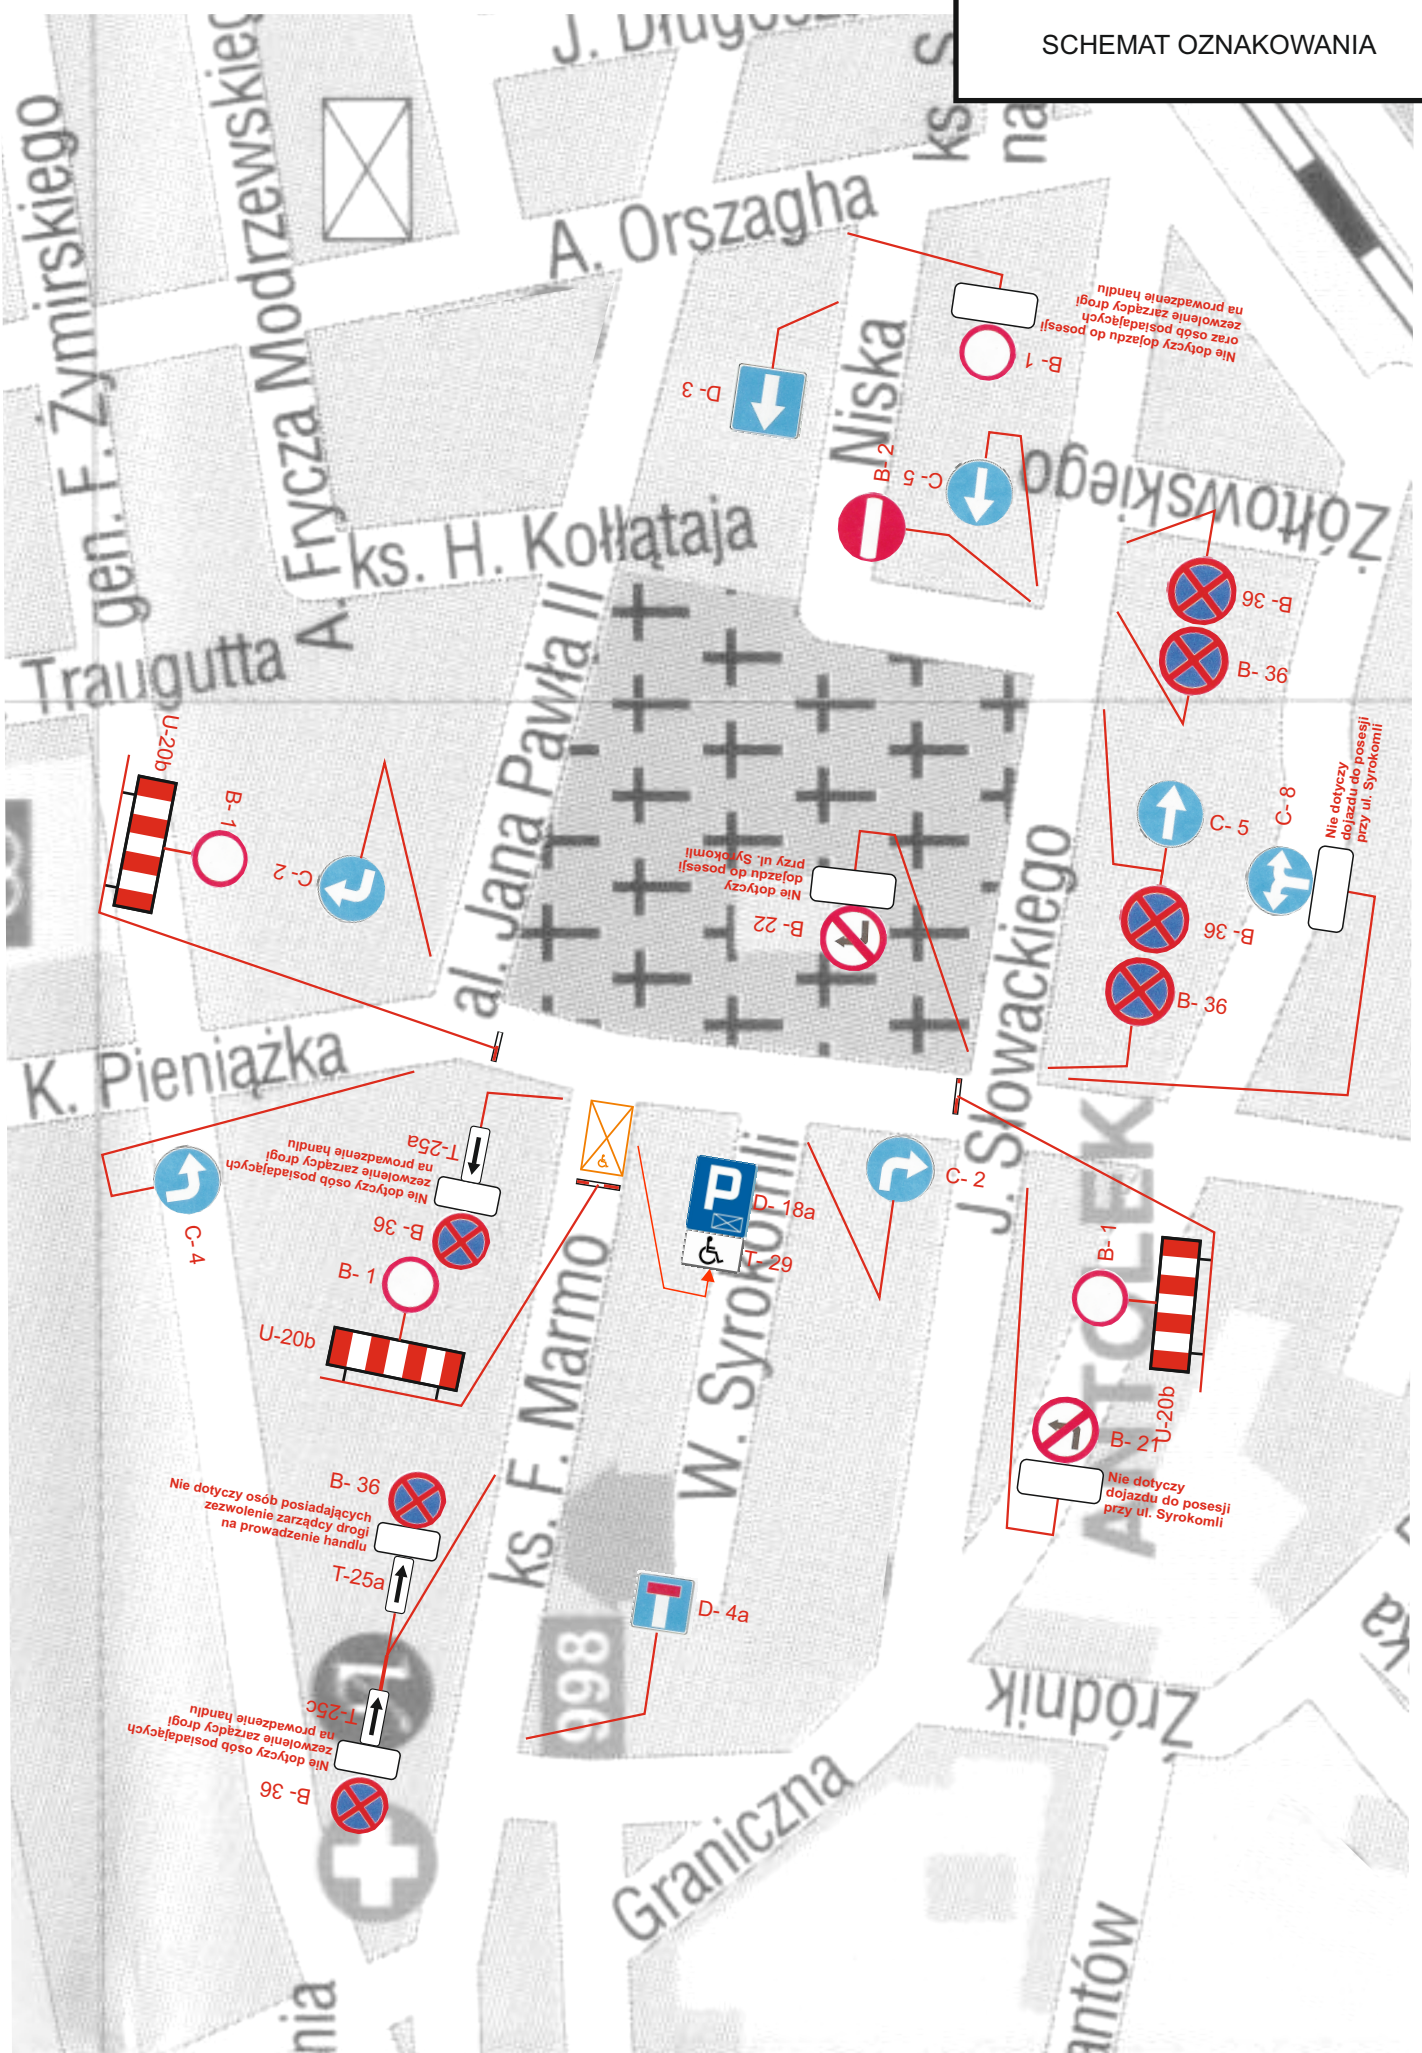 SCHEMAT OZNAKOWANIA
ks S
na
gen. F. Żymirskiego
A. Frycza Modrzewskieg
A. Orszagha
Niska
Nie dotyczy dojazdu do posesji
oraz osób posiadających
zezwolenie zarządcy drogi
na prowadzenie handlu
B- 1
D- 3
B- 2
C- 5
Żółtowskiego
ks. H. Kołłątaja
B- 36
B- 36
Traugutta
al. Jana Pawła II
U-20b
B- 1
C- 2
C- 5
C- 8
Nie dotyczy
dojazdu do posesji
przy ul. Syrokomli
Nie dotyczy
dojazdu do posesji
przy ul. Syrokomli
B- 22
B- 36
B- 36
J. Słowackiego
K. Pieniążka
T-25a
Nie dotyczy osób posiadających
zezwolenie zarządcy drogi
na prowadzenie handlu
B- 36
C- 4
B- 1
U-20b
P
D- 18a
T- 29
C- 2
ANTOLEK
B- 1
U-20b
ks. F. Marmo
W. Syrokomli
B- 21
Nie dotyczy
dojazdu do posesji
przy ul. Syrokomli
B- 36
Nie dotyczy osób posiadających
zezwolenie zarządcy drogi
na prowadzenie handlu
T-25a
D- 4a
998
T-25c
Nie dotyczy osób posiadających
zezwolenie zarządcy drogi
na prowadzenie handlu
B- 36
Źródnik
Graniczna
ka
antów
nia